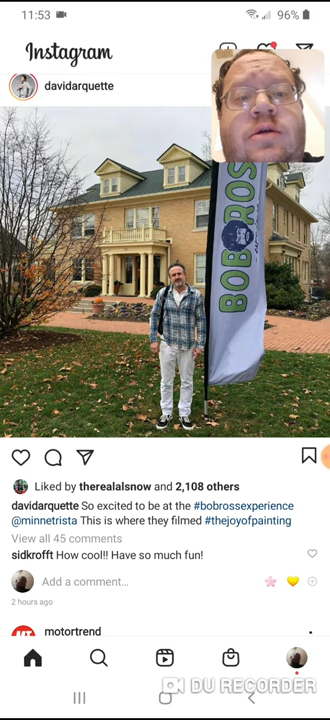 11:53
96%
Instagram
davidarquette
BOB ROSS
Liked by therealalsnow and 2,108 others
davidarquette So excited to be at the #bobrossexperience
@minnetrista This is where they filmed #thejoyofpainting
View all 45 comments
sidkrofft How cool!! Have so much fun!
Add a comment...
2 hours ago
MT
motortrend
DU RECORDER